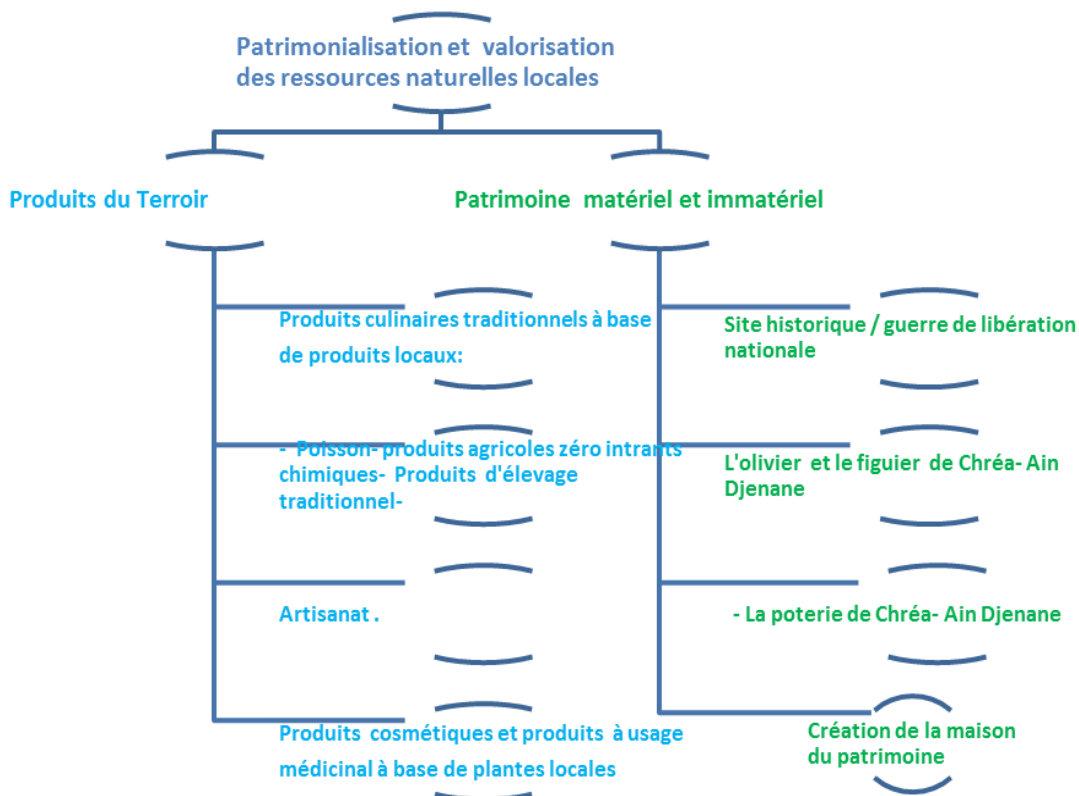 Patrimonialisation et valorisation
des ressources naturelles locales
Produits du Terroir
Patrimoine matériel et immatériel
Produits culinaires traditionnels à base
de produits locaux:
- Poisson- produits agricoles zéro intrants
chimiques- Produits d'élevage
traditionnel-
Artisanat .
Produits cosmétiques et produits à usage
médicinal à base de plantes locales
Site historique / guerre de libération
nationale
L'olivier et le figuier de Chréa- Ain
Djenane
- La poterie de Chréa- Ain Djenane
Création de la maison
du patrimoine